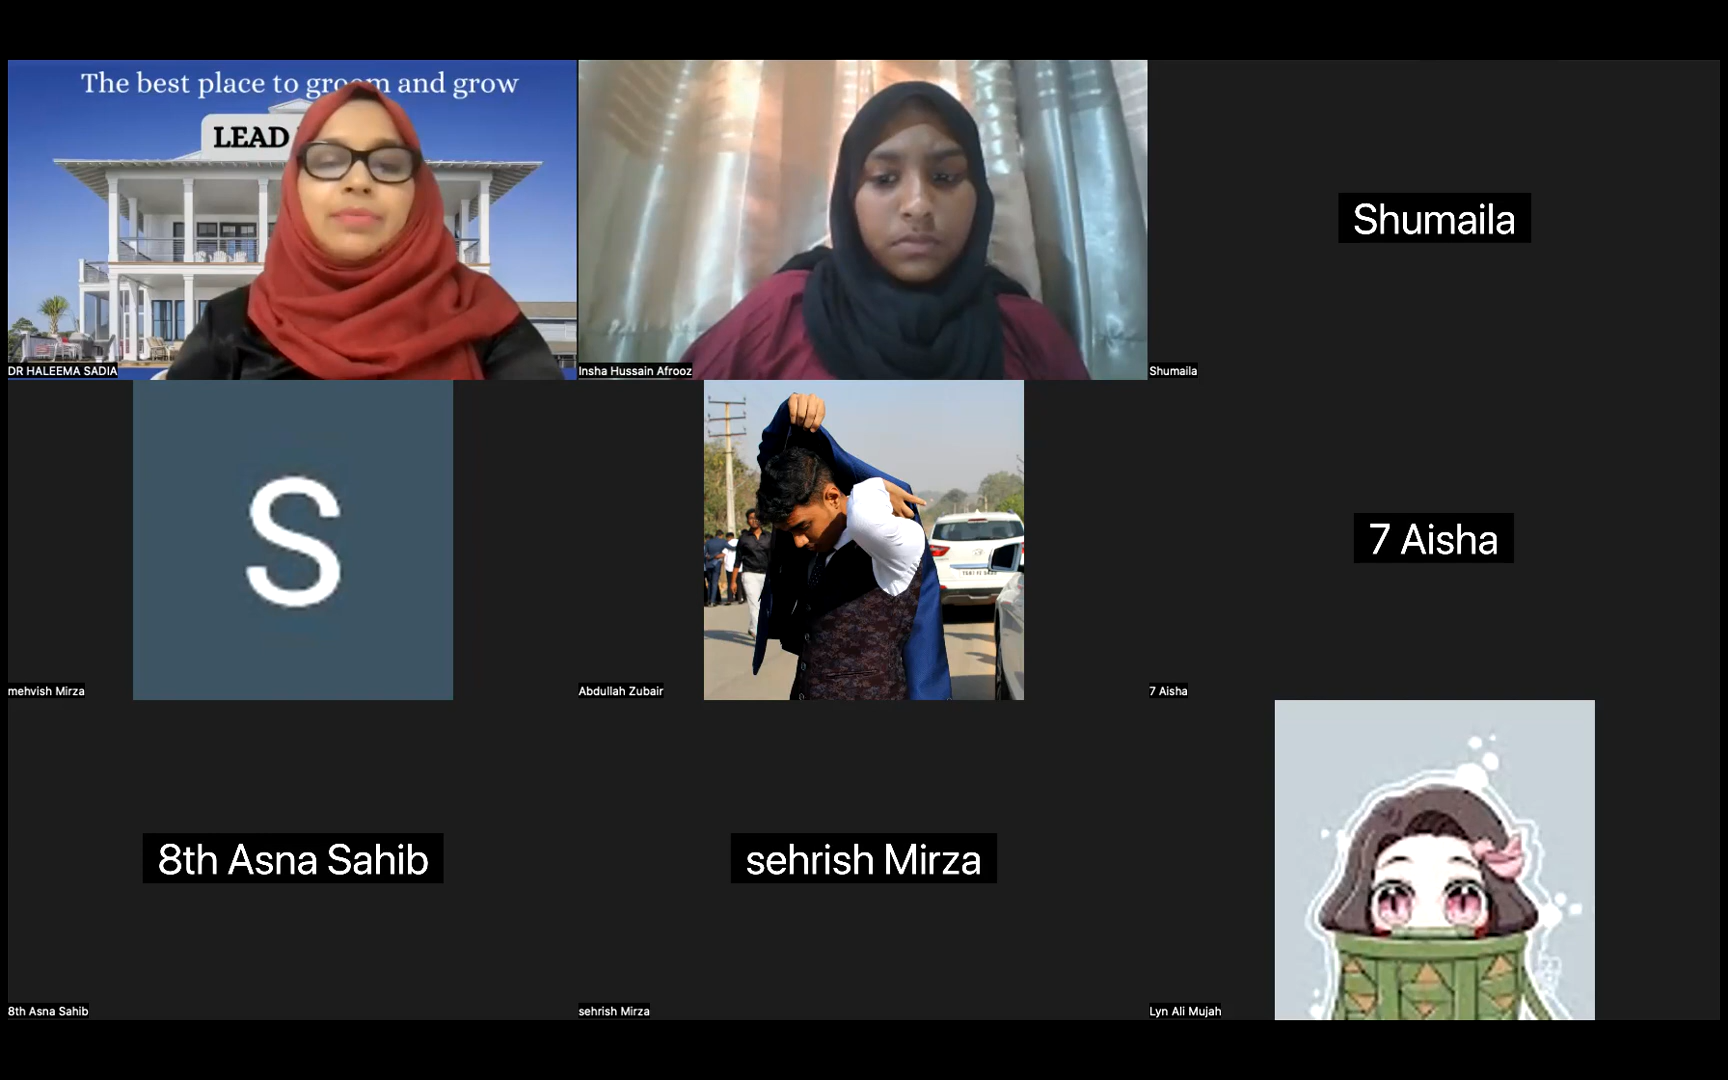 The best place to groom and grow
LEAD
DR HALEEMA SADIA
Insha Hussain Afrooz
Shumaila
Shumaila
S
mehvish Mirza
Abdullah Zubair
7 Aisha
7 Aisha
8th Asna Sahib
8th Asna Sahib
sehrish Mirza
sehrish Mirza
Lyn Ali Mujah